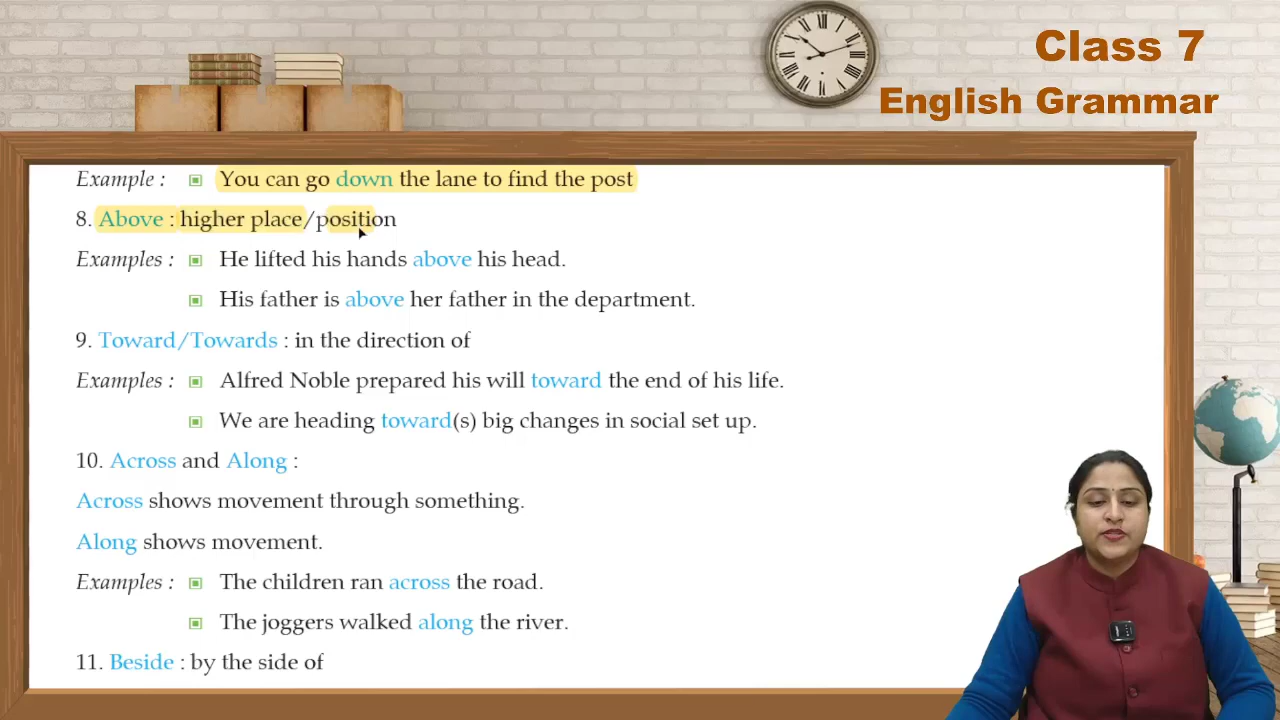 Class 7
English Grammar
Example : You can go down the lane to find the post
8. Above : higher place/position
Examples : He lifted his hands above his head.
His father is above her father in the department.
9. Toward/Towards : in the direction of
Examples : Alfred Noble prepared his will toward the end of his life.
We are heading toward(s) big changes in social set up.
10. Across and Along :
Across shows movement through something.
Along shows movement.
Examples : The children ran across the road.
The joggers walked along the river.
11. Beside : by the side of